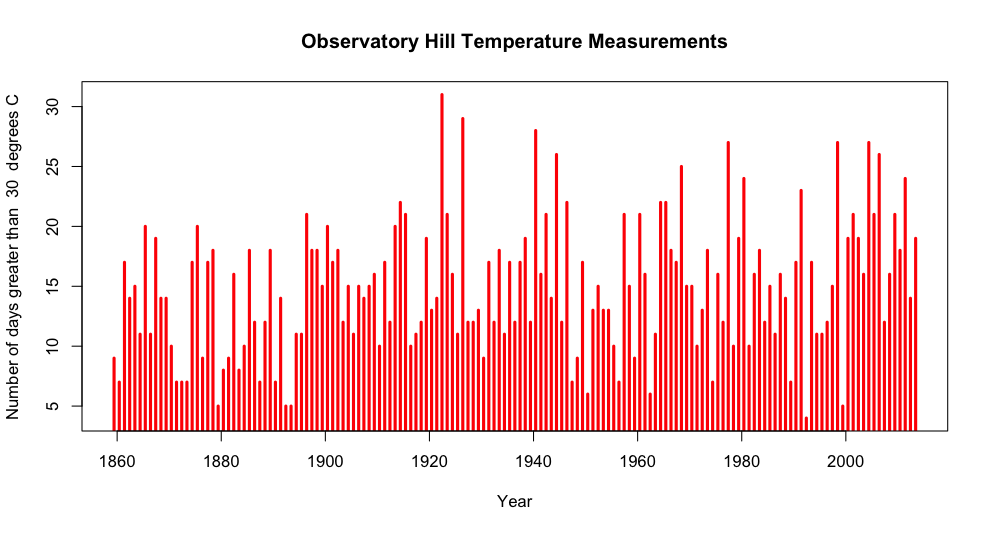 Observatory Hill Temperature Measurements
Number of days greater than  30  degrees C
30
25
20
15
10
5
1860 1880 1900 1920 1940 1960 1980 2000
Year